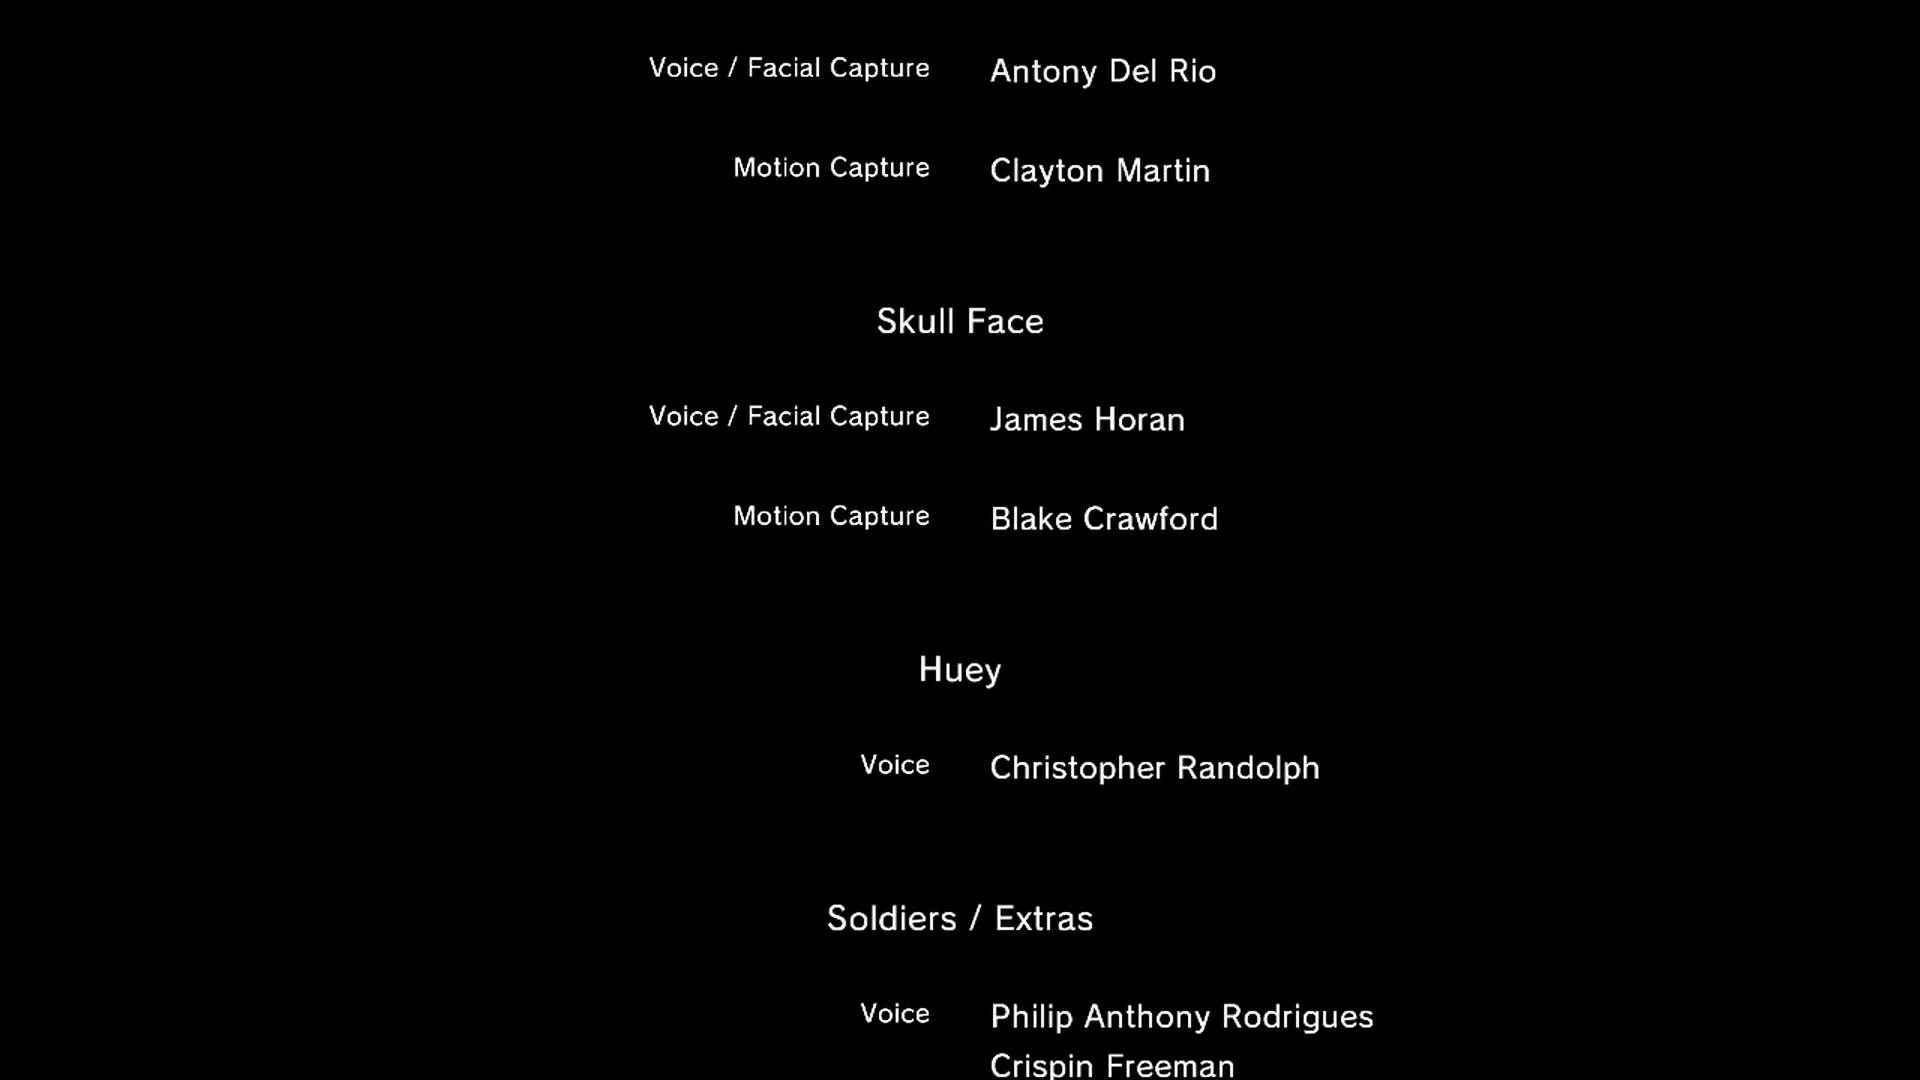 Voice / Facial Capture Antony Del Rio
Motion Capture Clayton Martin
Skull Face
Voice / Facial Capture James Horan
Motion Capture Blake Crawford
Huey
Voice Christopher Randolph
Soldiers / Extras
Voice Philip Anthony Rodrigues
Crispin Freeman